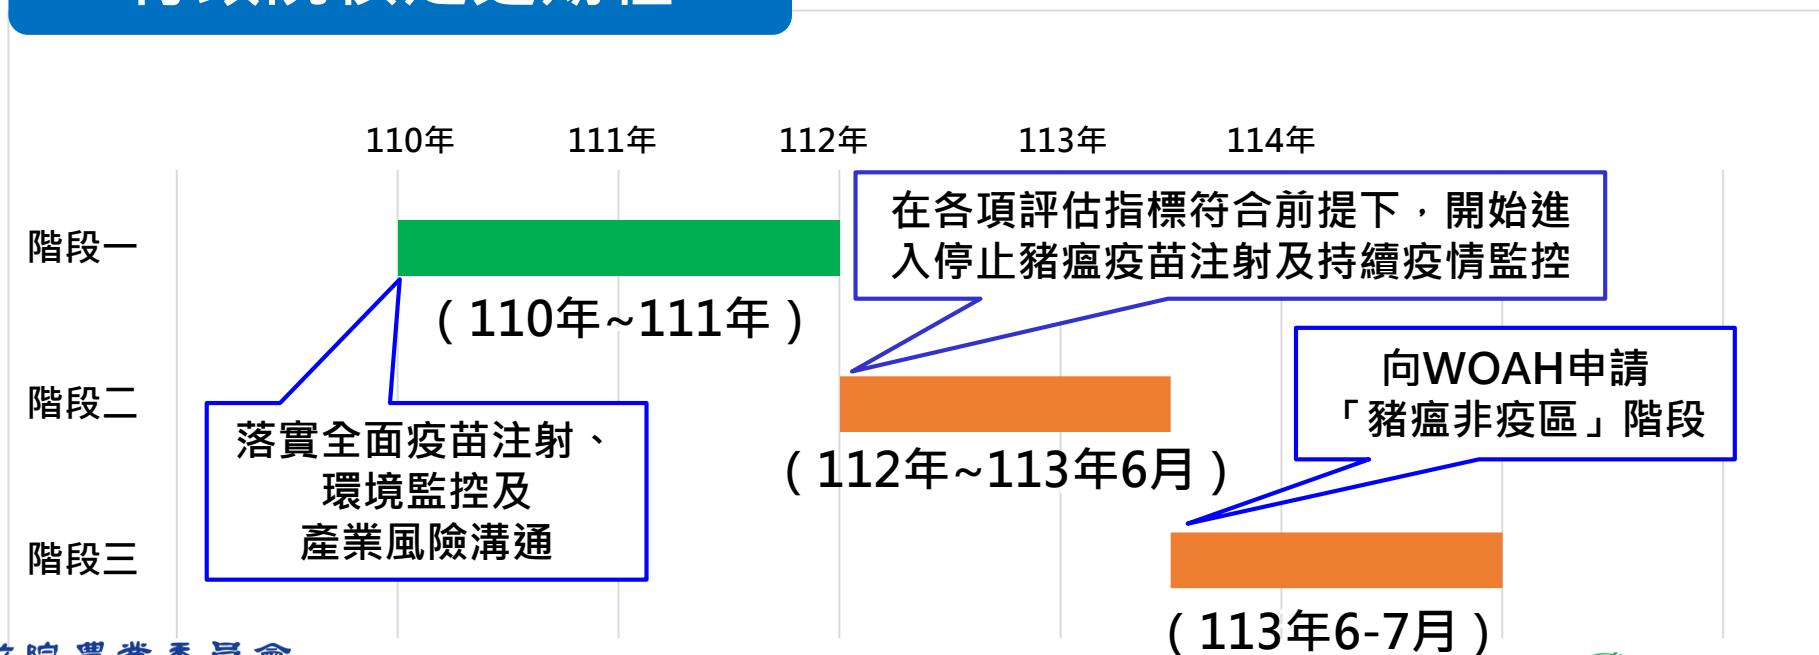 110年 111年 112年 113年 114年
在各項評估指標符合前提下，開始進
入停止豬瘟疫苗注射及持續疫情監控
階段一
（110年~111年）
向WOAH申請
「豬瘟非疫區」階段
階段二
落實全面疫苗注射、
環境監控及
產業風險溝通
（112年~113年6月）
階段三
（113年6-7月）
院農業委員會